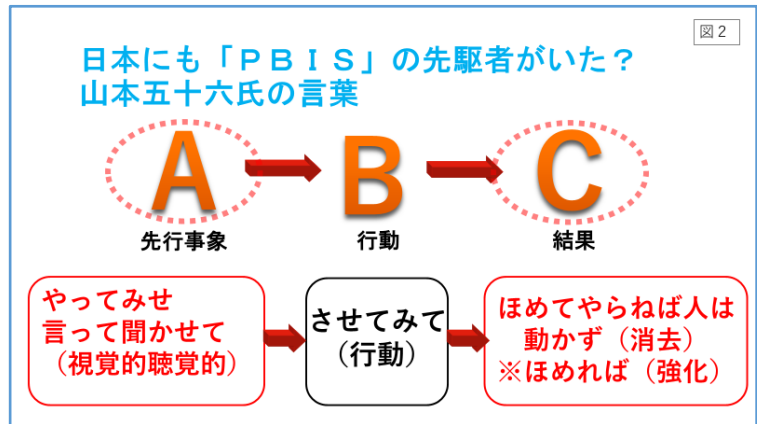 図２
日本にも「ＰＢＩＳ」の先駆者がいた？
山本五十六氏の言葉
A B C
先行事象 行動 結果
やってみせ
言って聞かせて
（視覚的聴覚的）
させてみて
（行動）
ほめてやらねば人は
動かず（消去）
※ほめれば（強化）